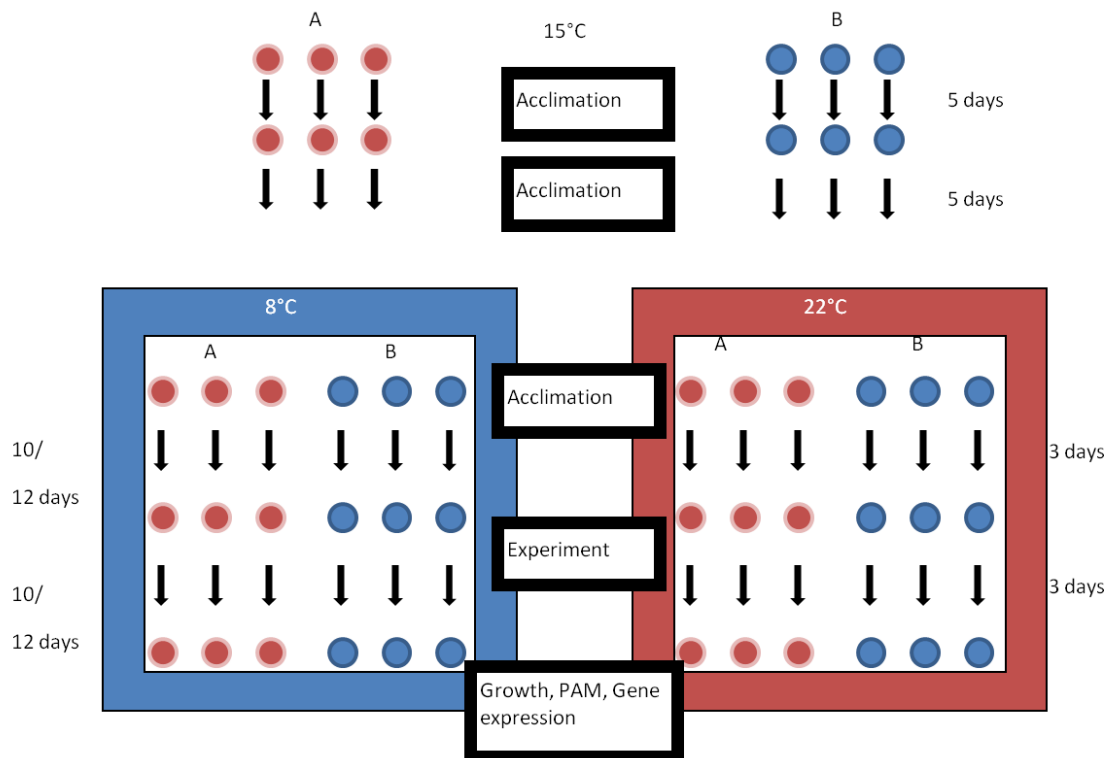 A
15°C
B
Acclimation
5 days
Acclimation
5 days
8°C
22°C
A
B
A
B
Acclimation
10/
12 days
3 days
Experiment
10/
12 days
3 days
Growth, PAM, Gene
expression